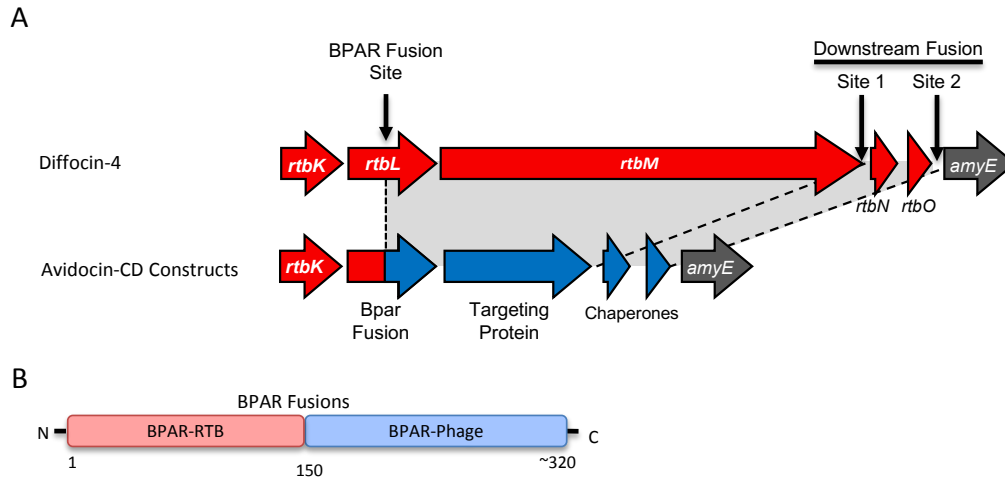 A
BPAR Fusion
Site
Downstream Fusion
Site 1 Site 2
Diffocin-4
rtbK rtbL rtbM amyE
rtbN rtbO
Avidocin-CD Constructs
rtbK amyE
Bpar
Fusion
Targeting
Protein
Chaperones
B
BPAR Fusions
N BPAR-RTB BPAR-Phage C
1 150 ~320